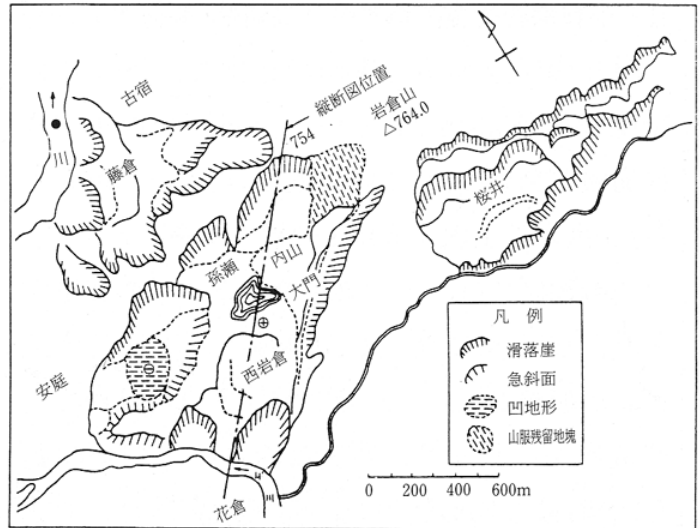 古宿
縦断図位置
754
岩倉山
△764.0
藤倉
桜井
孫瀬
内山
大門
安庭
西岩倉
花倉
凡 例
滑落崖
急斜面
凹地形
山服残留地塊
0 200 400 600m